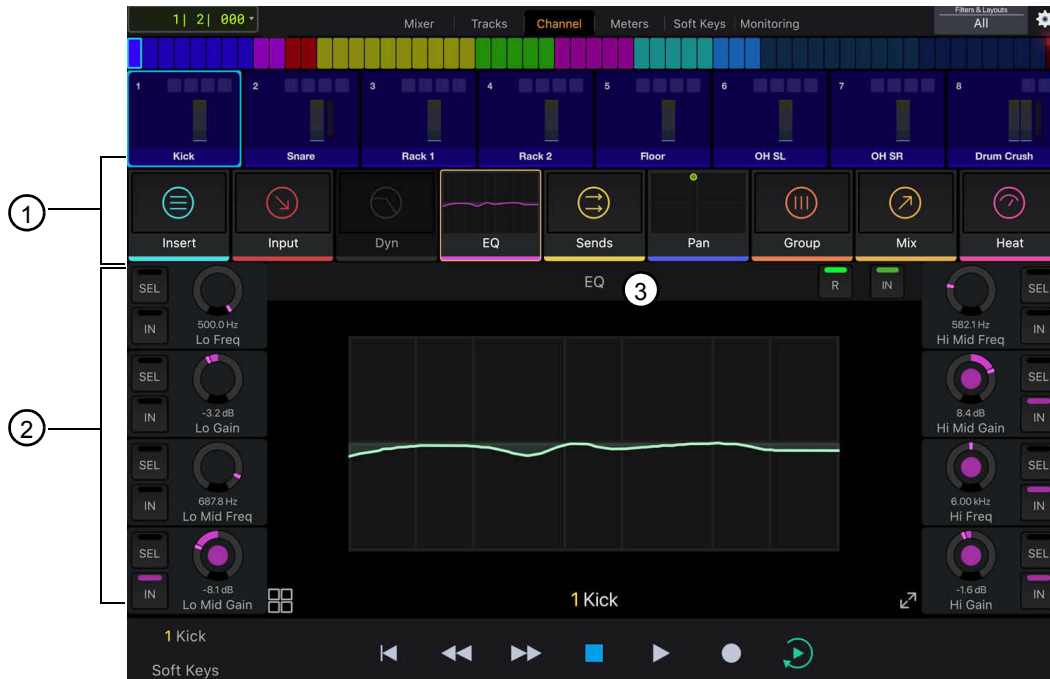 1| 2| 000
Mixer
Tracks
Channel
Meters
Soft Keys
Monitoring
Filters & Layouts
All
1
2
3
4
5
6
7
8
Kick
Snare
Rack 1
Rack 2
Floor
OH SL
OH SR
Drum Crush
1
Insert
Input
Dyn
EQ
Sends
Pan
Group
Mix
Heat
EQ
3
R
IN
2
SEL
IN
500.0 Hz
Lo Freq
SEL
IN
-3.2 dB
Lo Gain
SEL
IN
687.8 Hz
Lo Mid Freq
SEL
IN
-8.1 dB
Lo Mid Gain
582.1 Hz
Hi Mid Freq
SEL
IN
8.4 dB
Hi Mid Gain
SEL
IN
6.00 kHz
Hi Freq
SEL
IN
-1.6 dB
Hi Gain
SEL
IN
1 Kick
1 Kick
Soft Keys